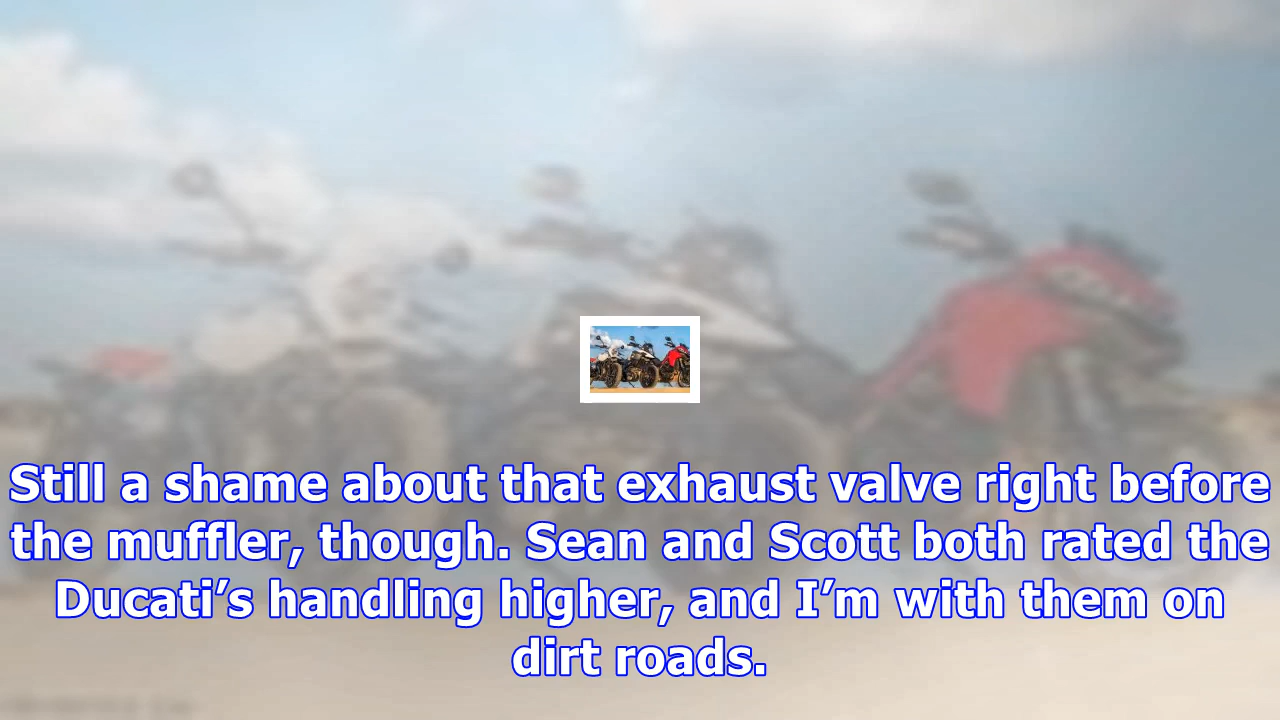 Still a shame about that exhaust valve right before
the muffler, though. Sean and Scott both rated the
Ducati’s handling higher, and I’m with them on
dirt roads.